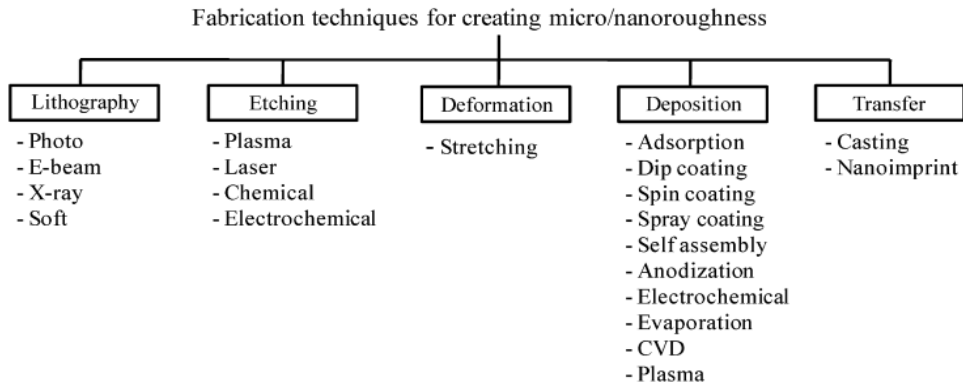 Fabrication techniques for creating micro/nanoroughness
Lithography
- Photo
- E-beam
- X-ray
- Soft
Etching
- Plasma
- Laser
- Chemical
- Electrochemical
Deformation
- Stretching
Deposition
- Adsorption
- Dip coating
- Spin coating
- Spray coating
- Self assembly
- Anodization
- Electrochemical
- Evaporation
- CVD
- Plasma
Transfer
- Casting
- Nanoimprint